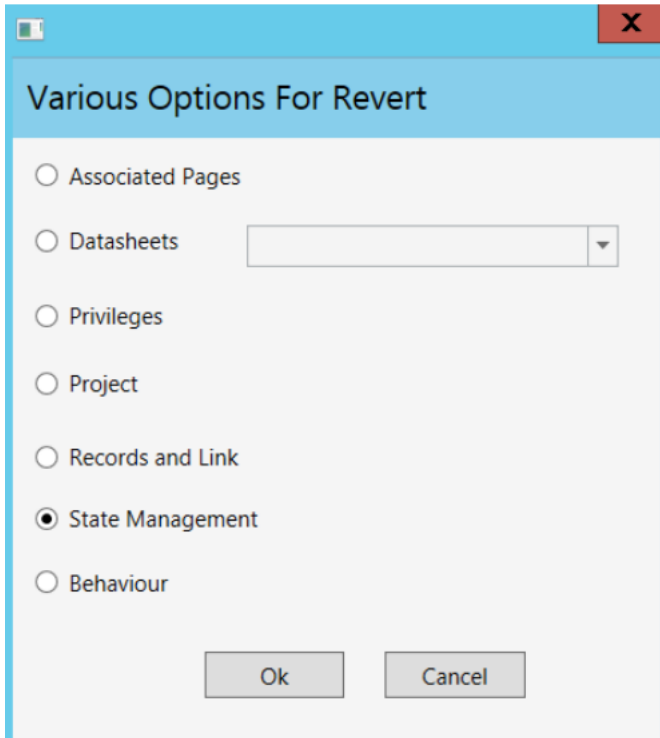 X
Various Options For Revert
Associated Pages
Datasheets
Privileges
Project
Records and Link
State Management
Behaviour
Ok Cancel